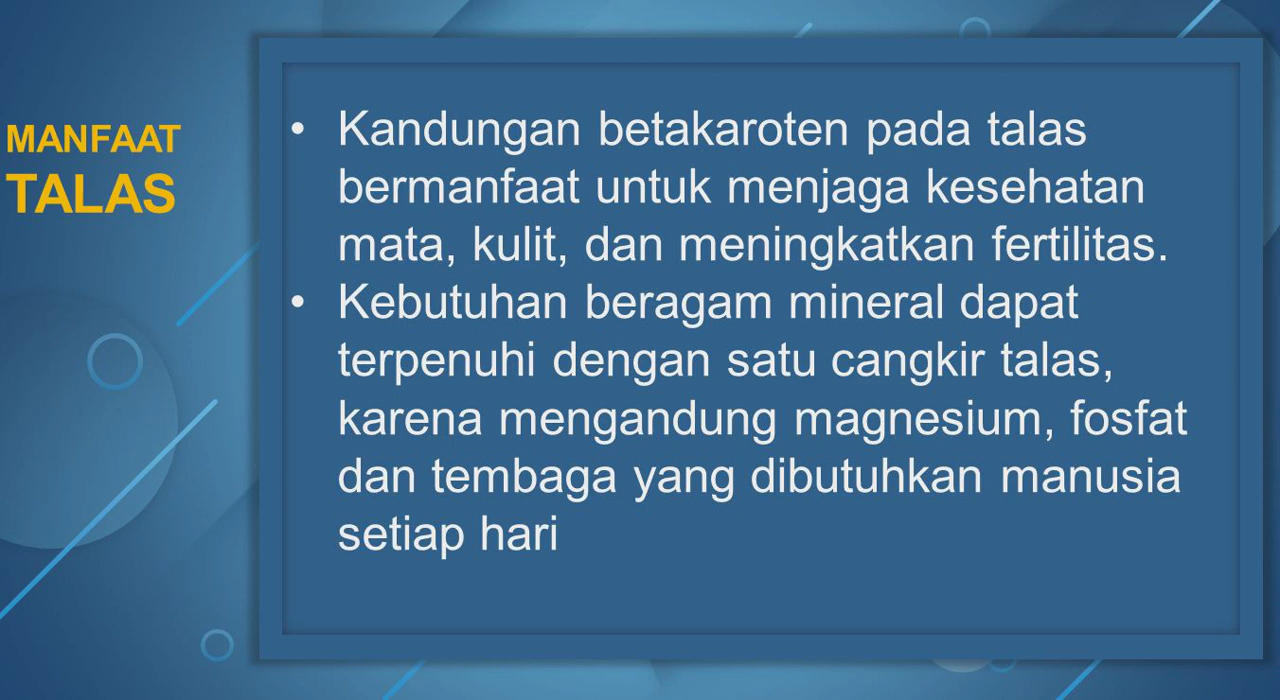 MANFAAT
TALAS
• Kandungan betakaroten pada talas
bermanfaat untuk menjaga kesehatan
mata, kulit, dan meningkatkan fertilitas.
• Kebutuhan beragam mineral dapat
terpenuhi dengan satu cangkir talas,
karena mengandung magnesium, fosfat
dan tembaga yang dibutuhkan manusia
setiap hari